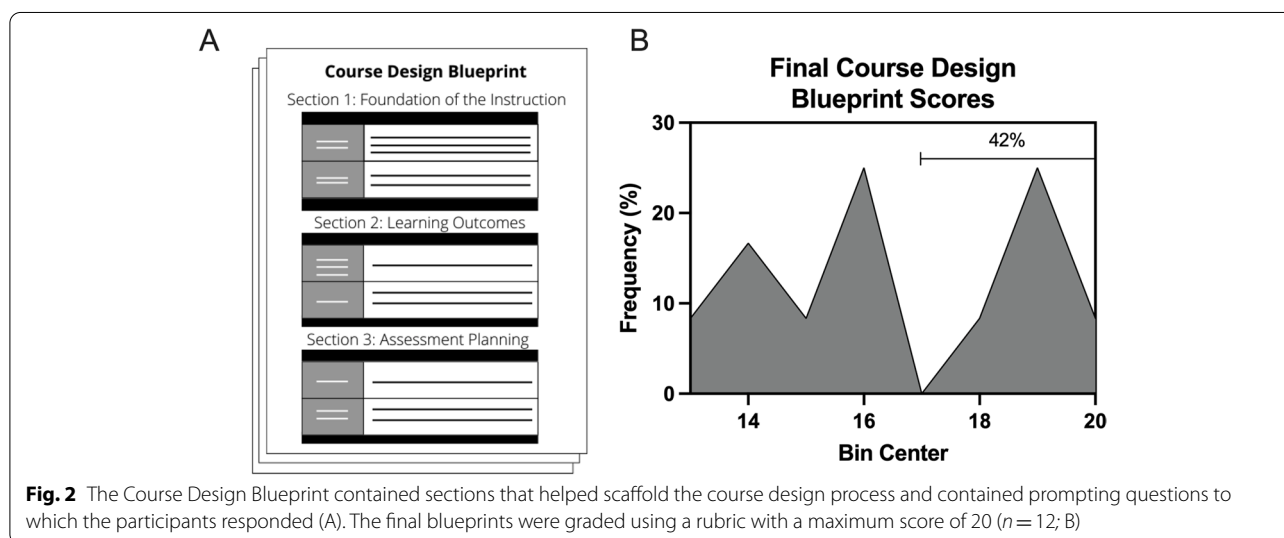 A
Course Design Blueprint
Section 1: Foundation of the Instruction
Section 2: Learning Outcomes
Section 3: Assessment Planning
B
Final Course Design
Blueprint Scores
42%
Frequency (%)
30
20
10
0
14 16 18 20
Bin Center
Fig. 2 The Course Design Blueprint contained sections that helped scaffold the course design process and contained prompting questions to
which the participants responded (A). The final blueprints were graded using a rubric with a maximum score of 20 (n = 12; B)